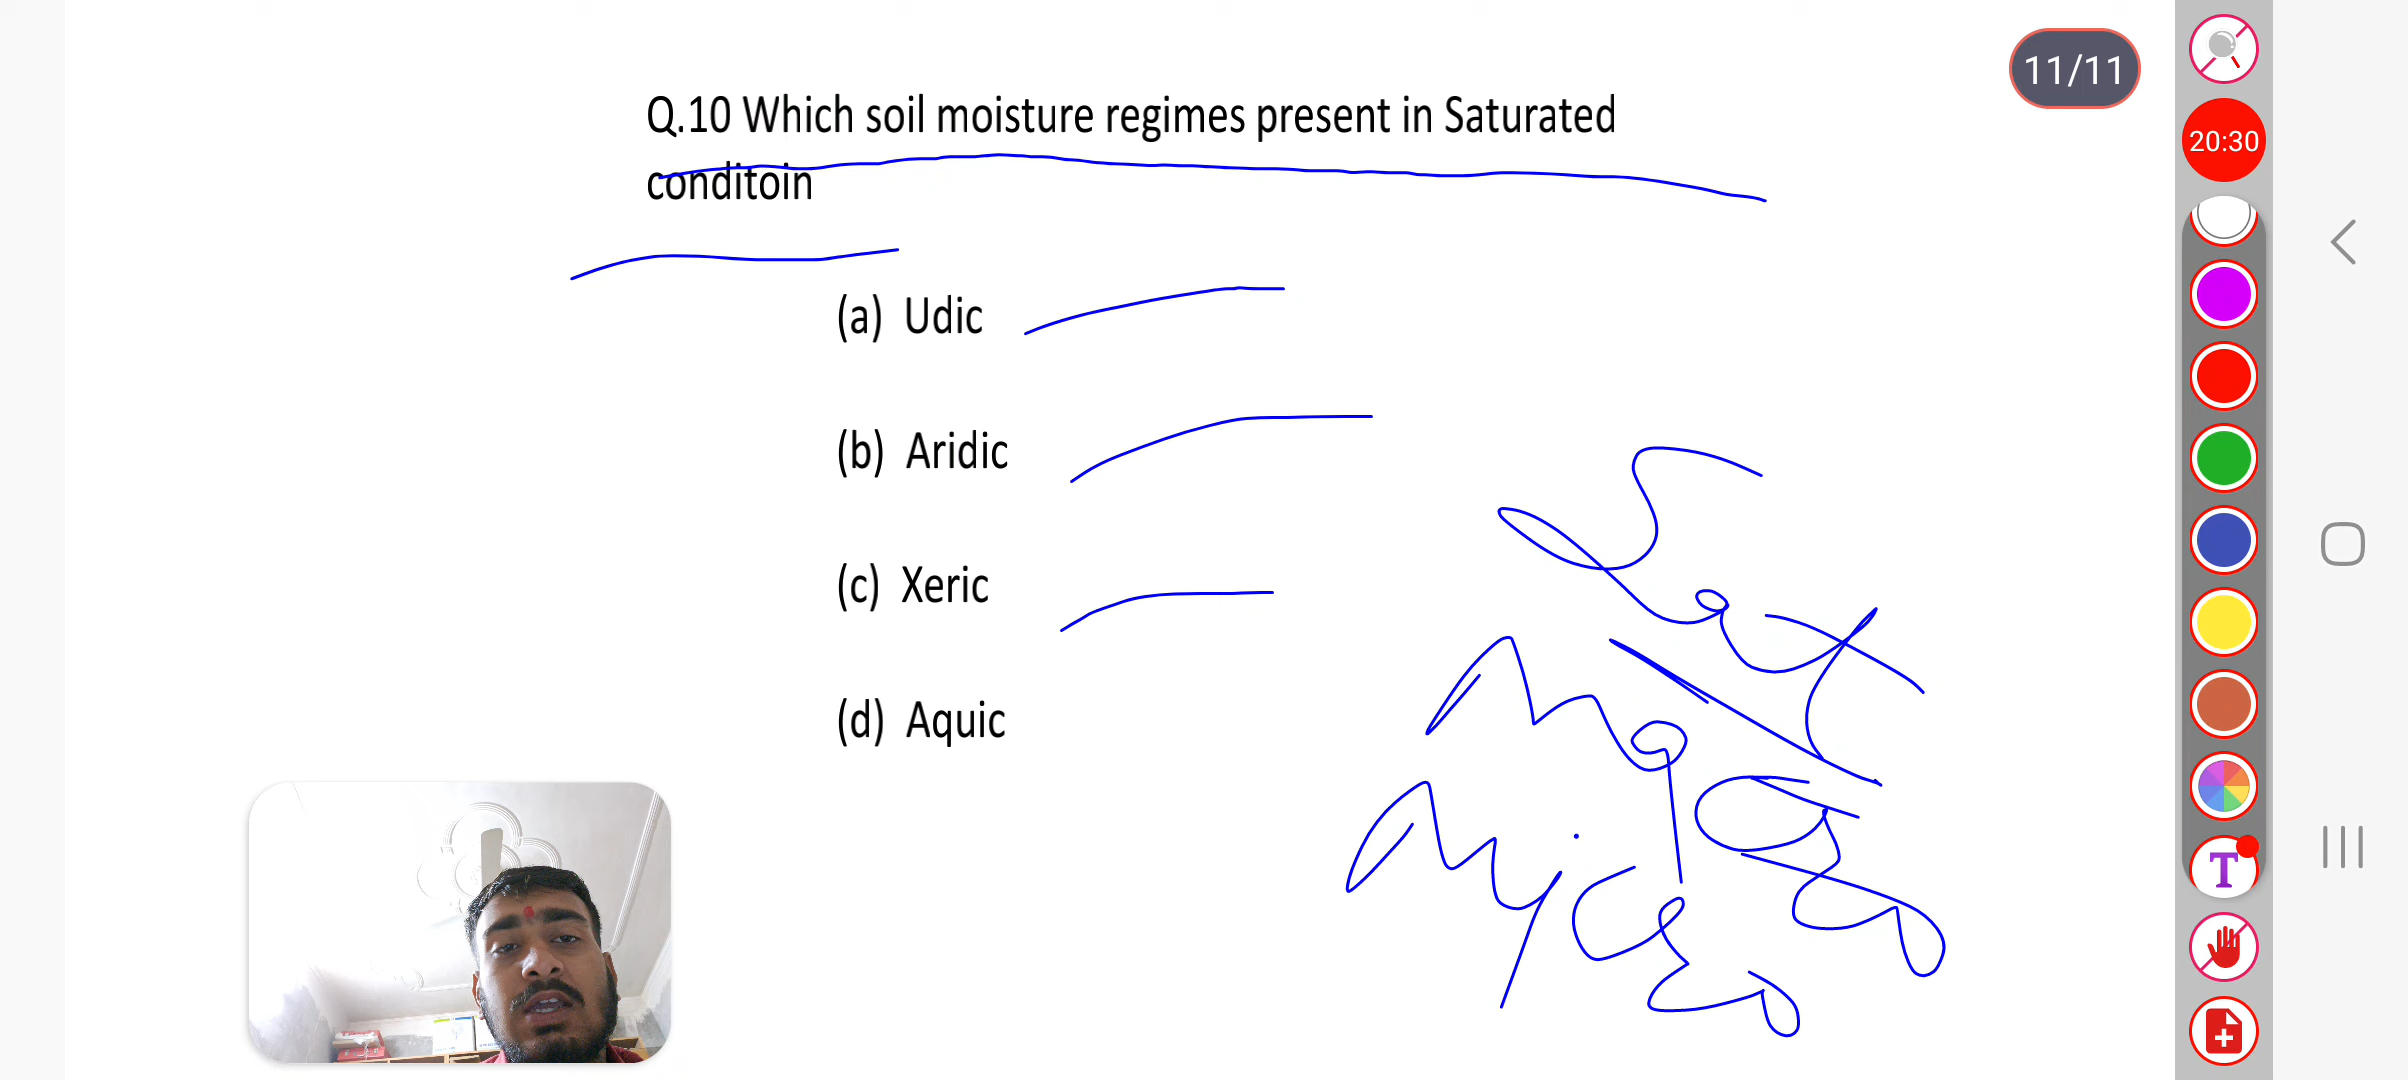 11/11
20:30
Q.10 Which soil moisture regimes present in Saturated
conditoin
(a) Udic
(b) Aridic
(c) Xeric
(d) Aquic
T